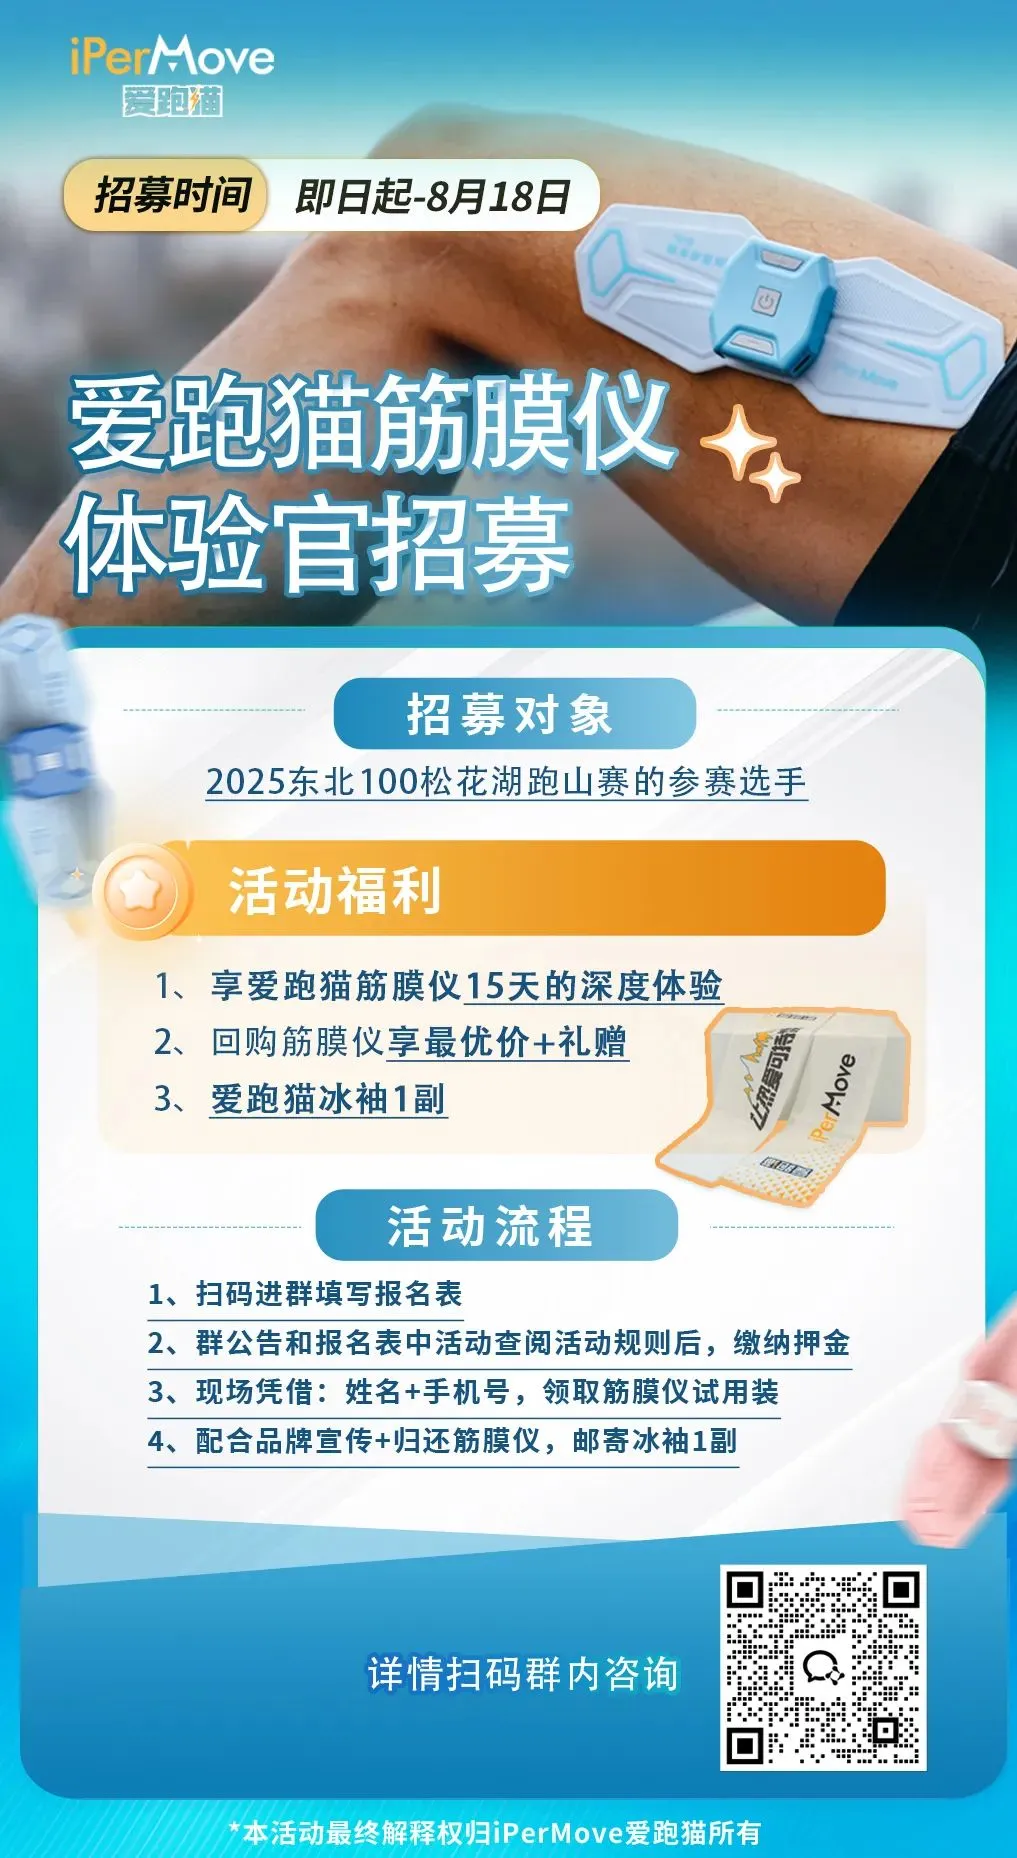 iPerMove
爱跑猫
招募时间 即日起-8月18日
iPerMove
爱跑猫筋膜仪
体验官招募
招募对象
2025东北100松花湖跑山赛的参赛选手
活动福利
1、享爱跑猫筋膜仪15天的深度体验
2、回购筋膜仪享最优价+礼赠
3、爱跑猫冰袖1副
让热爱可持续
iPerMove
爱跑猫
活动流程
1、扫码进群填写报名表
2、群公告和报名表中活动查阅活动规则后，缴纳押金
3、现场凭借：姓名+手机号，领取筋膜仪试用装
4、配合品牌宣传+归还筋膜仪，邮寄冰袖1副
详情扫码群内咨询
*本活动最终解释权归iPerMove爱跑猫所有